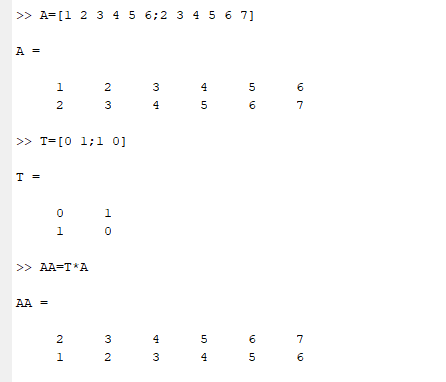 >> A=[1 2 3 4 5 6;2 3 4 5 6 7]
A =
1 2 3 4 5 6
2 3 4 5 6 7
>> T=[0 1;1 0]
T =
0 1
1 0
>> AA=T*A
AA =
2 3 4 5 6 7
1 2 3 4 5 6